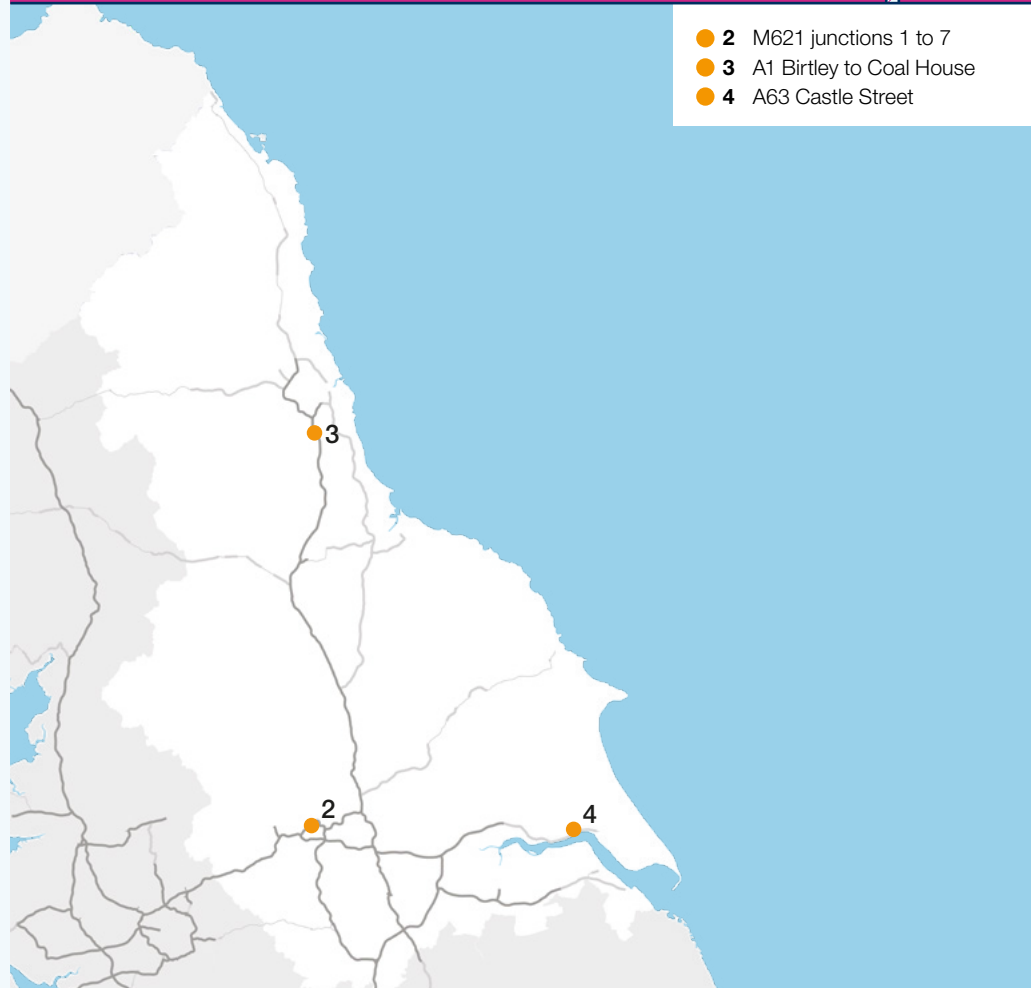 2 M621 junctions 1 to 7
3 A1 Birtley to Coal House
4 A63 Castle Street
3
2
4